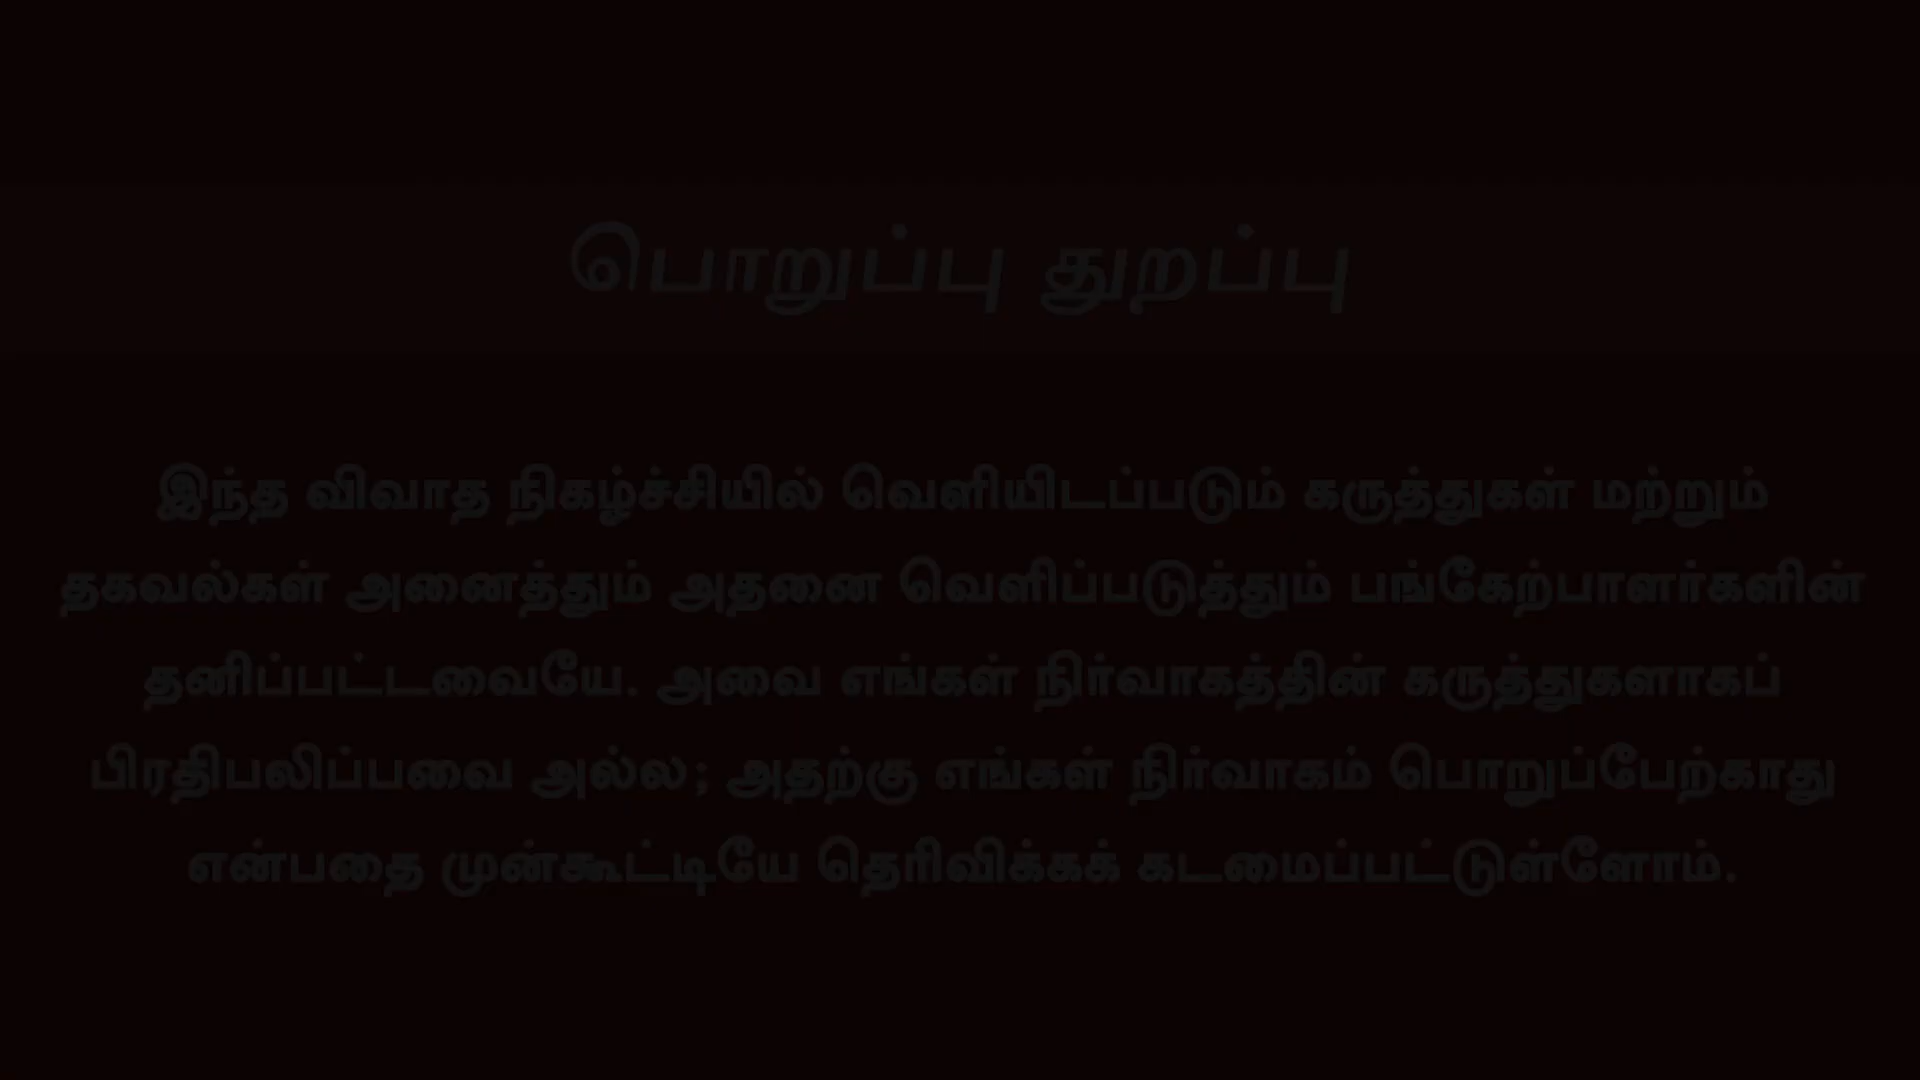 பொறுப்பு துறப்பு
இந்த விவாத நிகழ்ச்சியில் வெளியிடப்படும் கருத்துகள் மற்றும்
தகவல்கள் அனைத்தும் அதனை வெளிப்படுத்தும் பங்கேற்பாளர்களின்
தனிப்பட்டவையே. அவை எங்கள் நிர்வாகத்தின் கருத்துகளாகப்
பிரதிபலிப்பவை அல்ல; அதற்கு எங்கள் நிர்வாகம் பொறுப்பேற்காது
என்பதை முன்கூட்டியே தெரிவிக்கக் கடமைப்பட்டுள்ளோம்.